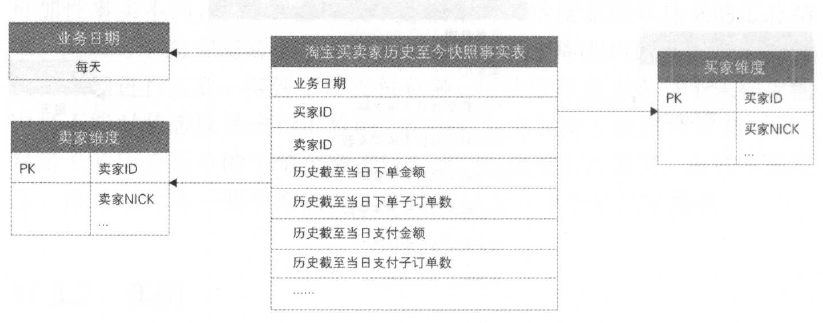 业务日期
每天
卖家维度
PK 卖家ID
卖家NICK
...
淘宝买卖家历史至今快照事实表
业务日期
买家ID
卖家ID
历史截至当日下单金额
历史截至当日下单子订单数
历史截至当日支付金额
历史截至当日支付子订单数
......
买家维度
PK 买家ID
买家NICK
...